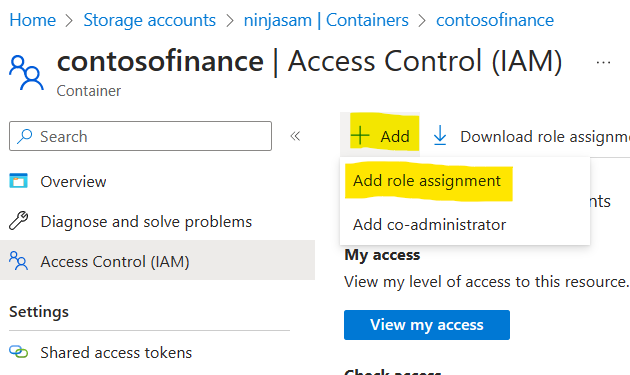 Home > Storage accounts > ninjasam | Containers > contosofinance
contosofinance | Access Control (IAM) ...
Container
Search
«
+ Add
Download role assignm
Overview
Add role assignment
nts
Diagnose and solve problems
Add co-administrator
Access Control (IAM)
My access
View my level of access to this resource.
Settings
View my access
Shared access tokens
Check access